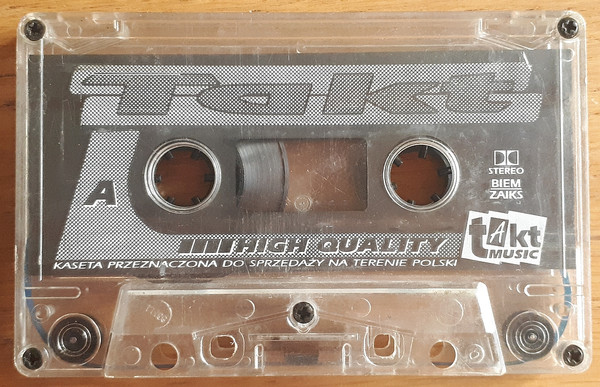 Takt
A
STEREO
BIEM
ZAIKS
HIGH QUALITY
takt
MUSIC
KASETA PRZEZNACZONA DO SPRZEDAŻY NA TERENIE POLSKI